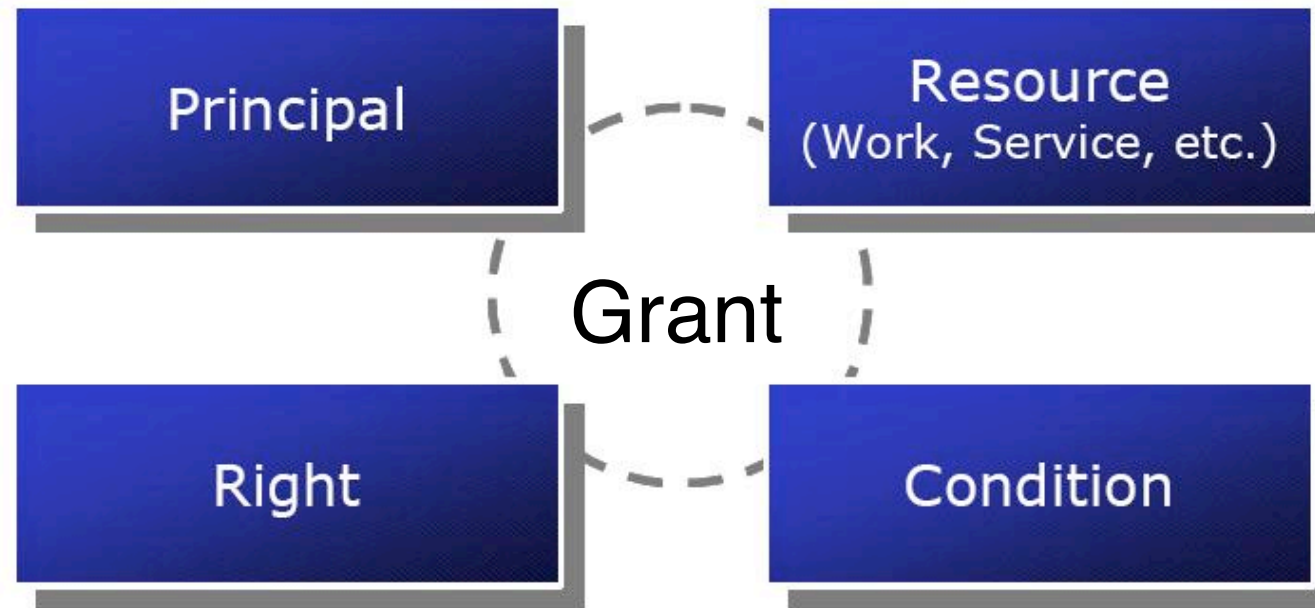 Principal
Resource
(Work, Service, etc.)
Grant
Right
Condition